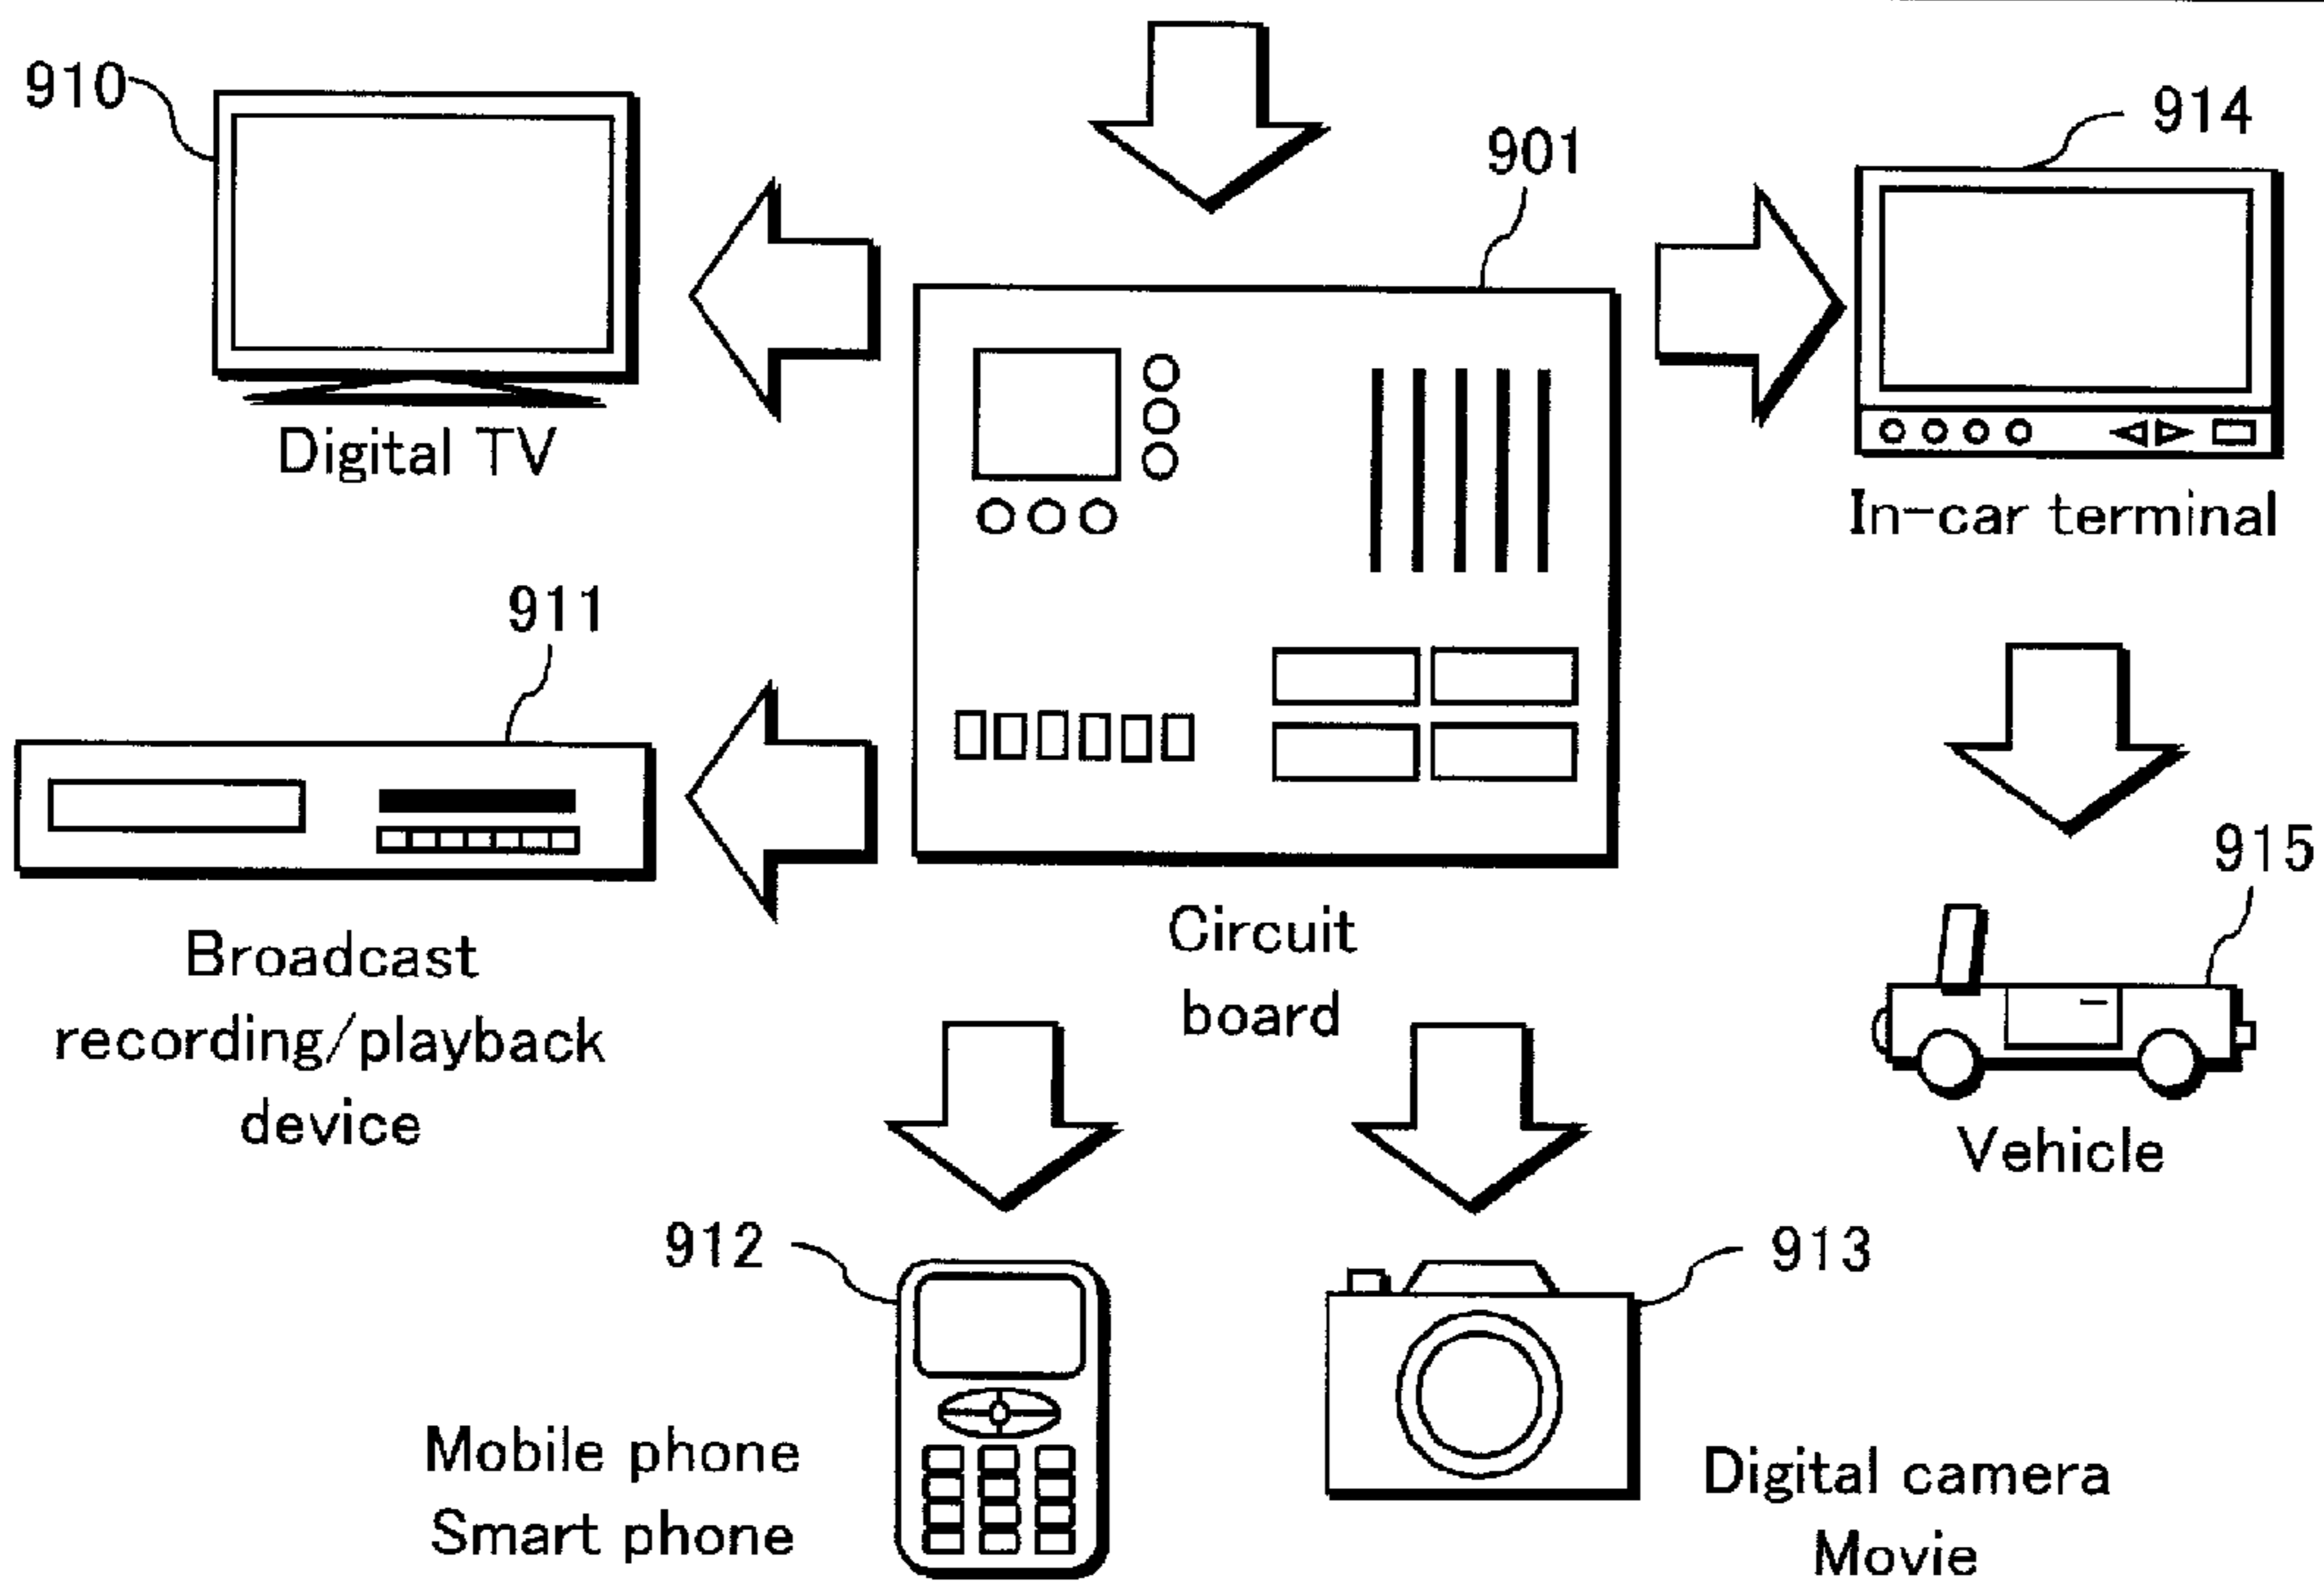 910
901
914
Digital TV
In-car terminal
911
915
Circuit
board
Broadcast
recording/playback
device
Vehicle
912
913
Mobile phone
Smart phone
Digital camera
Movie